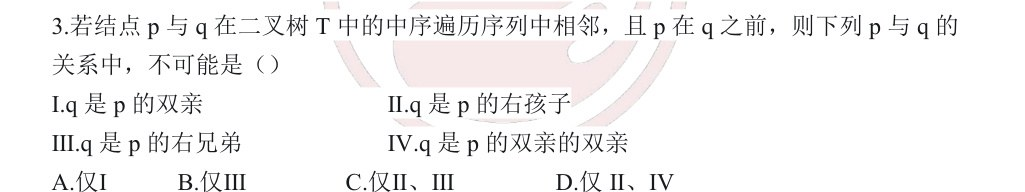 3.若结点 p 与 q 在二叉树 T 中的中序遍历序列中相邻，且 p 在 q 之前，则下列 p 与 q 的
关系中，不可能是（）
I.q 是 p 的双亲 II.q 是 p 的右孩子
III.q 是 p 的右兄弟 IV.q 是 p 的双亲的双亲
A.仅I B.仅III C.仅II、III D.仅 II、IV